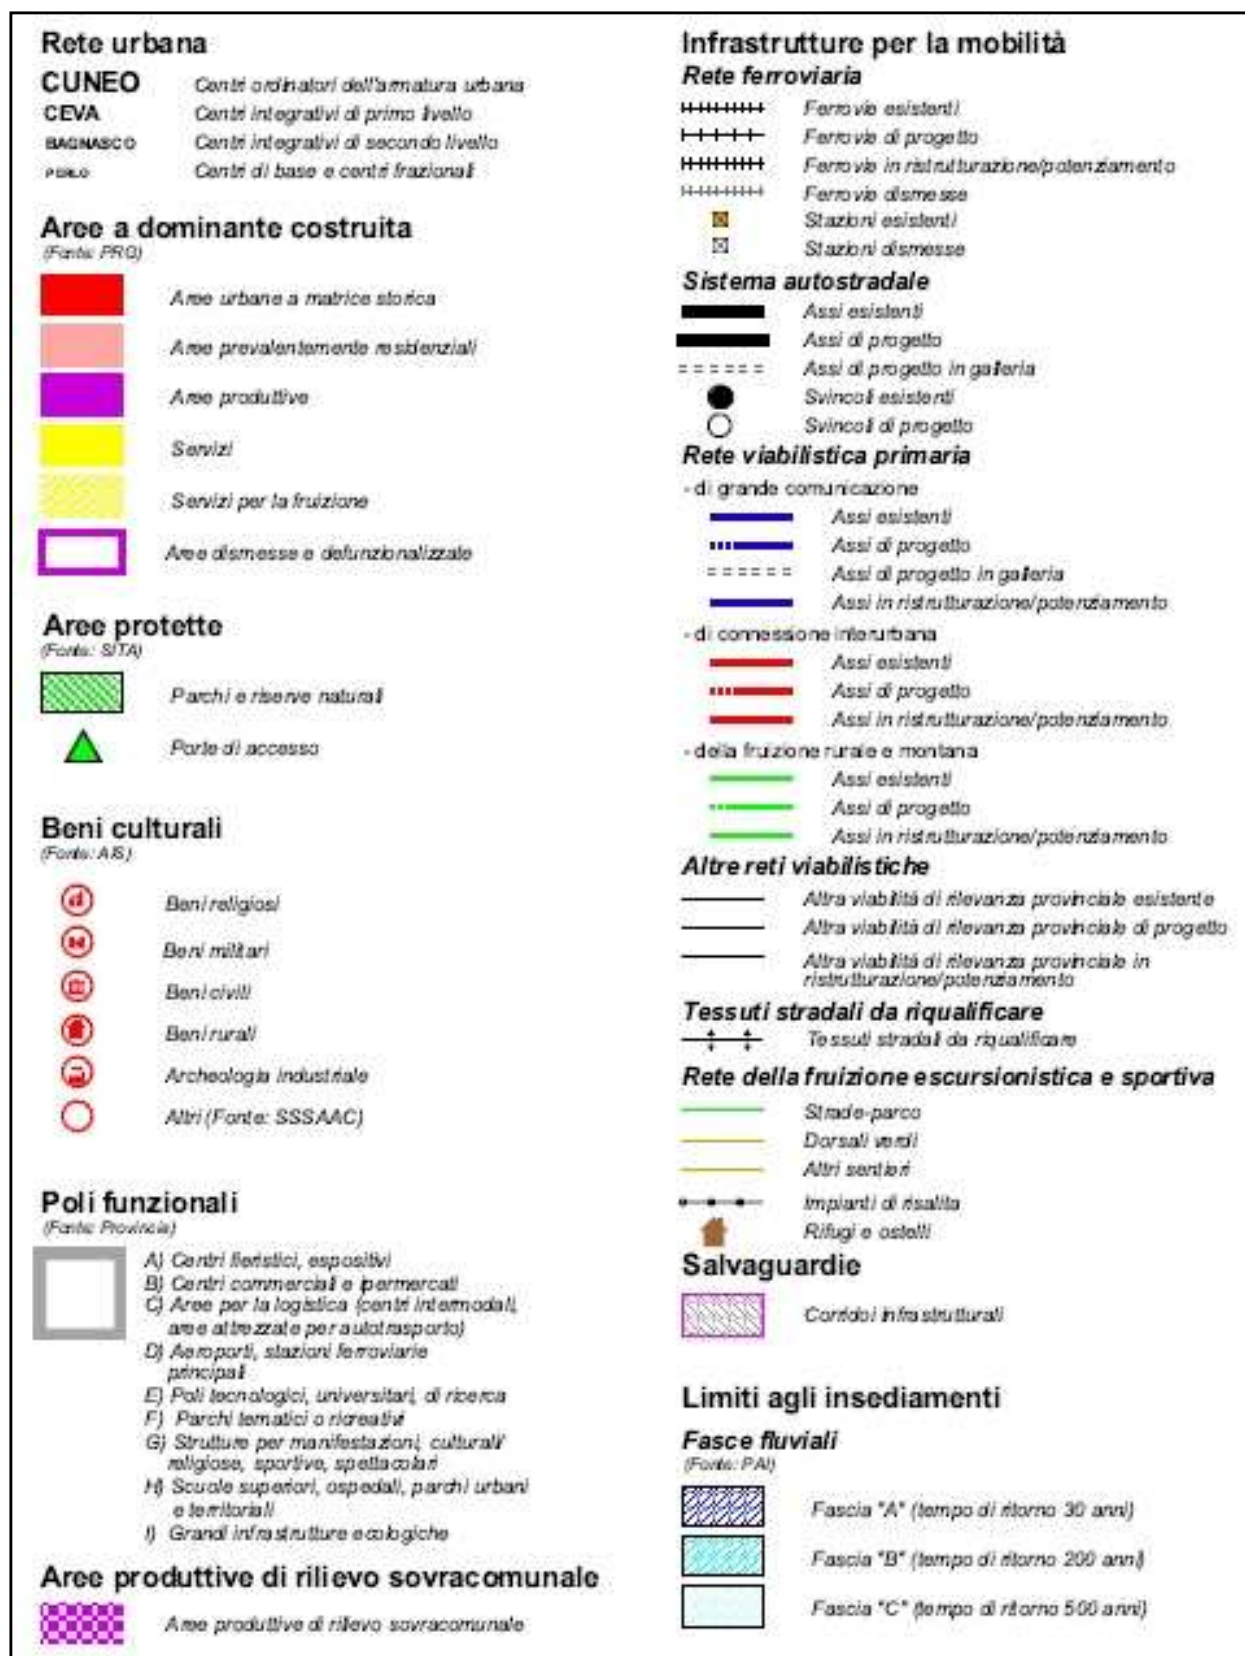 Rete urbana
CUNEO Centri ordinatori dell'armatura urbana
CEVA Centri integrativi di primo livello
BAGNASCO Centri integrativi di secondo livello
PERLO Centri di base e centri frazionali
Aree a dominante costruita
(Fonte: PRG)
Aree urbane a matrice storica
Aree prevalentemente residenziali
Aree produttive
Servizi
Servizi per la fruizione
Aree dismesse e defunzionalizzate
Aree protette
(Fonte: SITA)
Parchi e riserve naturali
Porte di accesso
Beni culturali
(Fonte: AIS)
Beni religiosi
Beni militari
Beni civili
Beni rurali
Archeologia industriale
Altri (Fonte: SSSAAC)
Poli funzionali
(Fonte: Provincia)
A) Centri fieristici, espositivi
B) Centri commerciali e ipermercati
C) Aree per la logistica (centri intermodali,
aree attrezzate per autotrasporto)
D) Aeroporti, stazioni ferroviarie
principali
E) Poli tecnologici, universitari, di ricerca
F) Parchi tematici o ricreativi
G) Strutture per manifestazioni, culturali/
religiose, sportive, spettacolari
H) Scuole superiori, ospedali, parchi urbani
e territoriali
I) Grandi infrastrutture ecologiche
Aree produttive di rilievo sovracomunale
Aree produttive di rilievo sovracomunale
Infrastrutture per la mobilità
Rete ferroviaria
Ferrovie esistenti
Ferrovie di progetto
Ferrovie in ristrutturazione/potenziamento
Ferrovie dismesse
Stazioni esistenti
Stazioni dismesse
Sistema autostradale
Assi esistenti
Assi di progetto
Assi di progetto in galleria
Svincoli esistenti
Svincoli di progetto
Rete viabilistica primaria
- di grande comunicazione
Assi esistenti
Assi di progetto
Assi di progetto in galleria
Assi in ristrutturazione/potenziamento
- di connessione interurbana
Assi esistenti
Assi di progetto
Assi in ristrutturazione/potenziamento
- della fruizione rurale e montana
Assi esistenti
Assi di progetto
Assi in ristrutturazione/potenziamento
Altre reti viabilistiche
Altra viabilità di rilevanza provinciale esistente
Altra viabilità di rilevanza provinciale di progetto
Altra viabilità di rilevanza provinciale in
ristrutturazione/potenziamento
Tessuti stradali da riqualificare
Tessuti stradali da riqualificare
Rete della fruizione escursionistica e sportiva
Strade-parco
Dorsali verdi
Altri sentieri
Impianti di risalita
Rifugi e ostelli
Salvaguardie
Corridoi infrastrutturali
Limiti agli insediamenti
Fasce fluviali
(Fonte: PAI)
Fascia "A" (tempo di ritorno 30 anni)
Fascia "B" (tempo di ritorno 200 anni)
Fascia "C" (tempo di ritorno 500 anni)